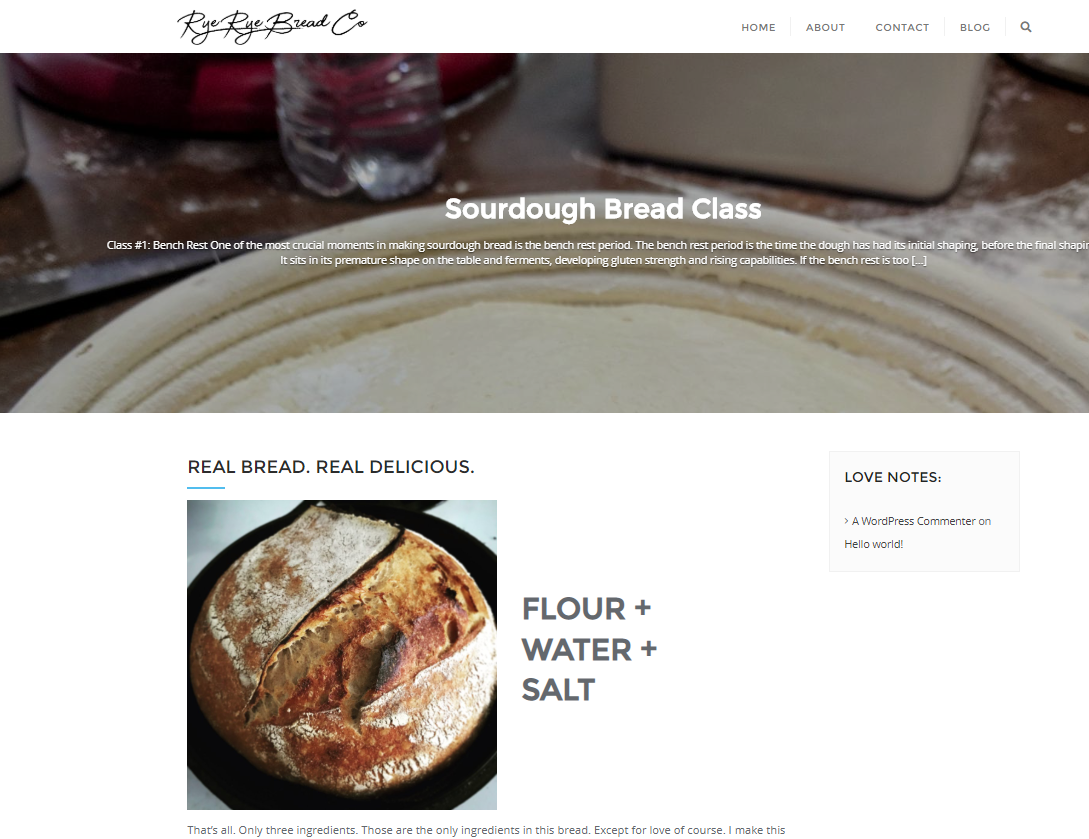 Rye Rye Bread Co
HOME ABOUT CONTACT BLOG
Sourdough Bread Class
Class #1: Bench Rest One of the most crucial moments in making sourdough bread is the bench rest period. The bench rest period is the time the dough has had its initial shaping, before the final
It sits in its premature shape on the table and ferments, developing gluten strength and rising capabilities. If the bench rest is too [...]
REAL BREAD. REAL DELICIOUS.
FLOUR +
WATER +
SALT
That's all. Only three ingredients. Those are the only ingredients in this bread. Except for love of course. I make this
LOVE NOTES:
> A WordPress Commenter on
Hello world!